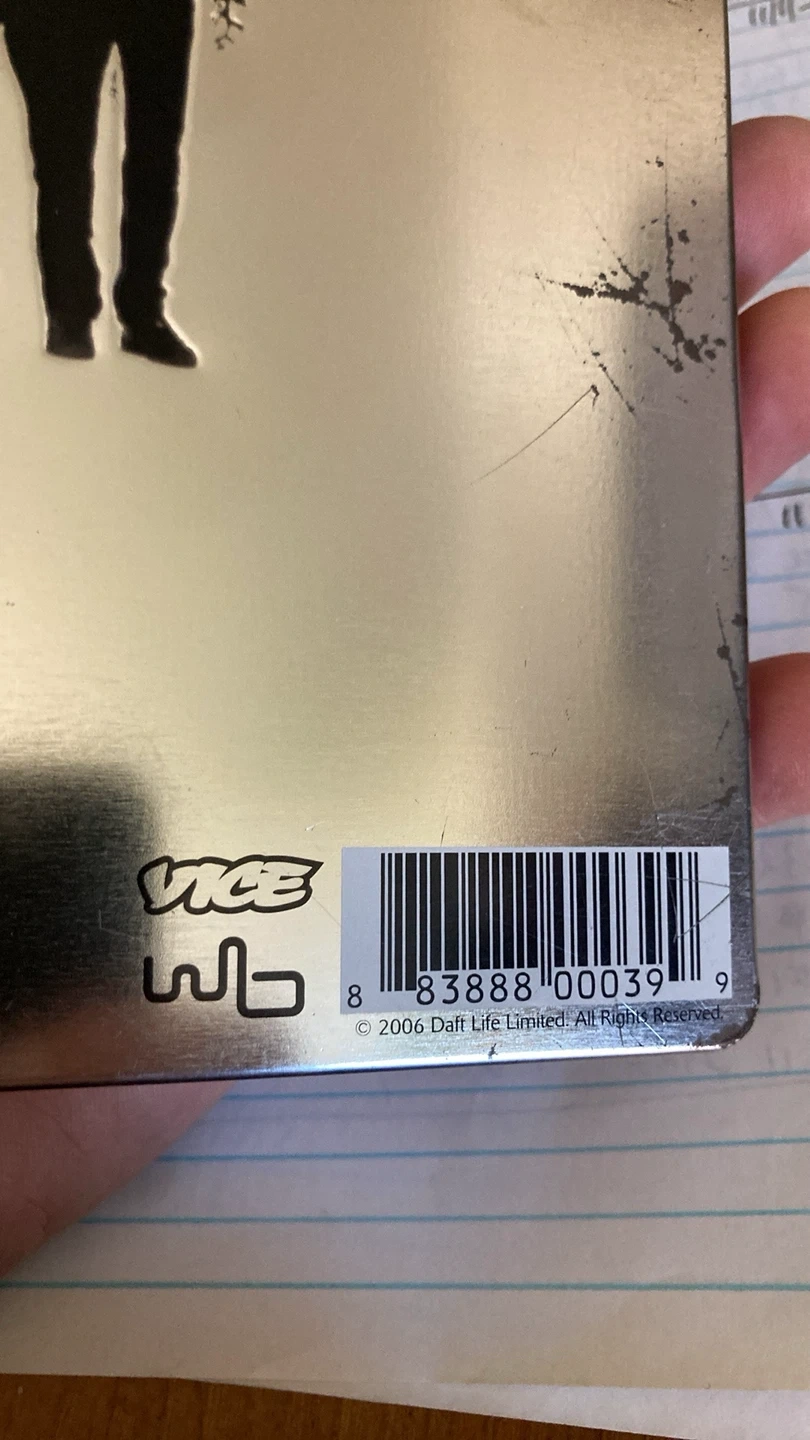 VICE
wb
8 83888 00039 9
© 2006 Daft Life Limited. All Rights Reserved.